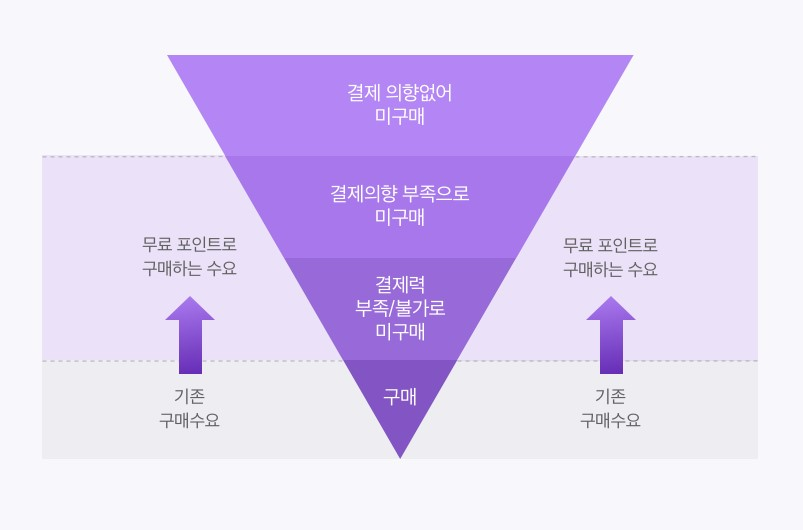 결제 의향없어
미구매
결제의향 부족으로
미구매
무료 포인트로
구매하는 수요
결제력
부족/불가로
미구매
무료 포인트로
구매하는 수요
기존
구매수요
구매
기존
구매수요